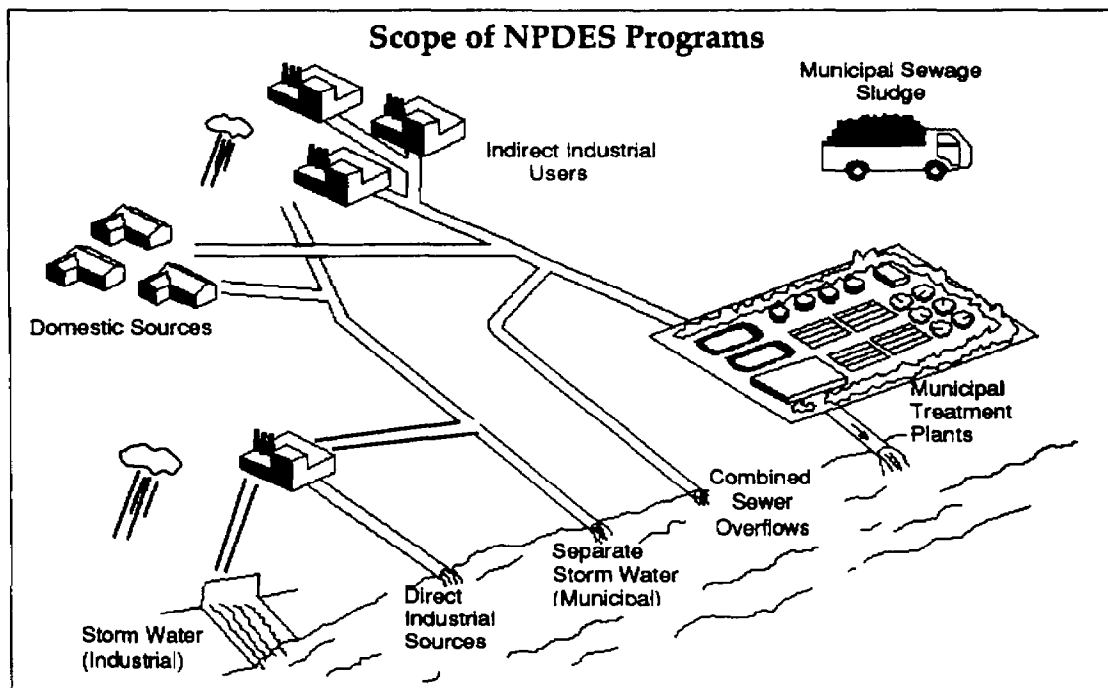 Scope of NPDES Programs
Municipal Sewage
Sludge
Indirect Industrial
Users
Domestic Sources
Municipal
Treatment
Plants
Combined
Sewer
Overflows
Separate
Storm Water
(Municipal)
Direct
Industrial
Sources
Storm Water
(Industrial)